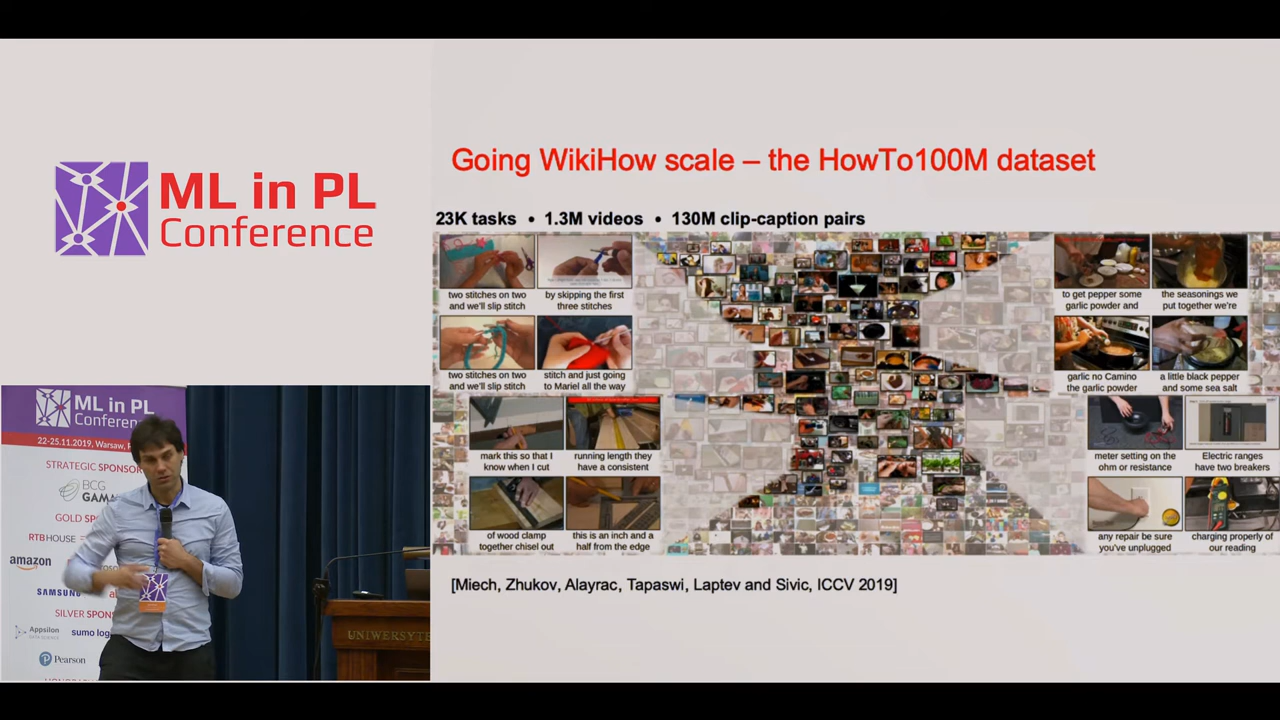 ML in PL
Conference
Going WikiHow scale – the HowTo100M dataset
23K tasks • 1.3M videos • 130M clip-caption pairs
two stitches on two
and we'll slip stitch
by skipping the first
three stitches
two stitches on two
and we'll slip stitch
stitch and just going
to Mariel all the way
mark this so that I
know when I cut
running length they
have a consistent
of wood clamp
together chisel out
this is an inch and a
half from the edge
to get pepper some
garlic powder and
the seasonings we
put together we're
garlic no Camino
the garlic powder
a little black pepper
and some sea salt
meter setting on the
ohm or resistance
Electric ranges
have two breakers
any repair be sure
you've unplugged
charging properly of
our reading
[Miech, Zhukov, Alayrac, Tapaswi, Laptev and Sivic, ICCV 2019]
ML in PL
Conference
22-25.11.2019, Warsaw,
STRATEGIC SPONSO
BCG
GAMM
GOLD SP
RTBHOUSE
amazon
SAMSUNG
SILVER SPON
Appsilon
sumo log
Pearson
UNIWERSYTE